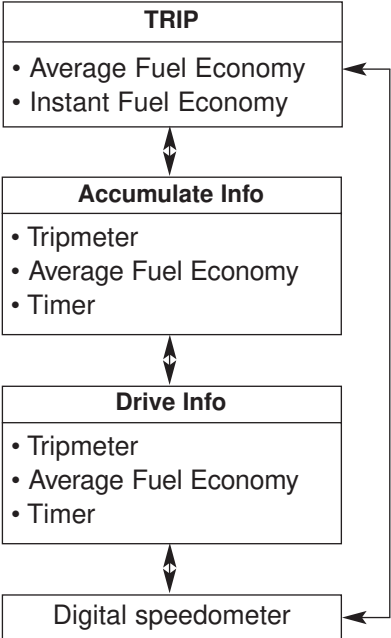 TRIP
• Average Fuel Economy
• Instant Fuel Economy
Accumulate Info
• Tripmeter
• Average Fuel Economy
• Timer
Drive Info
• Tripmeter
• Average Fuel Economy
• Timer
Digital speedometer